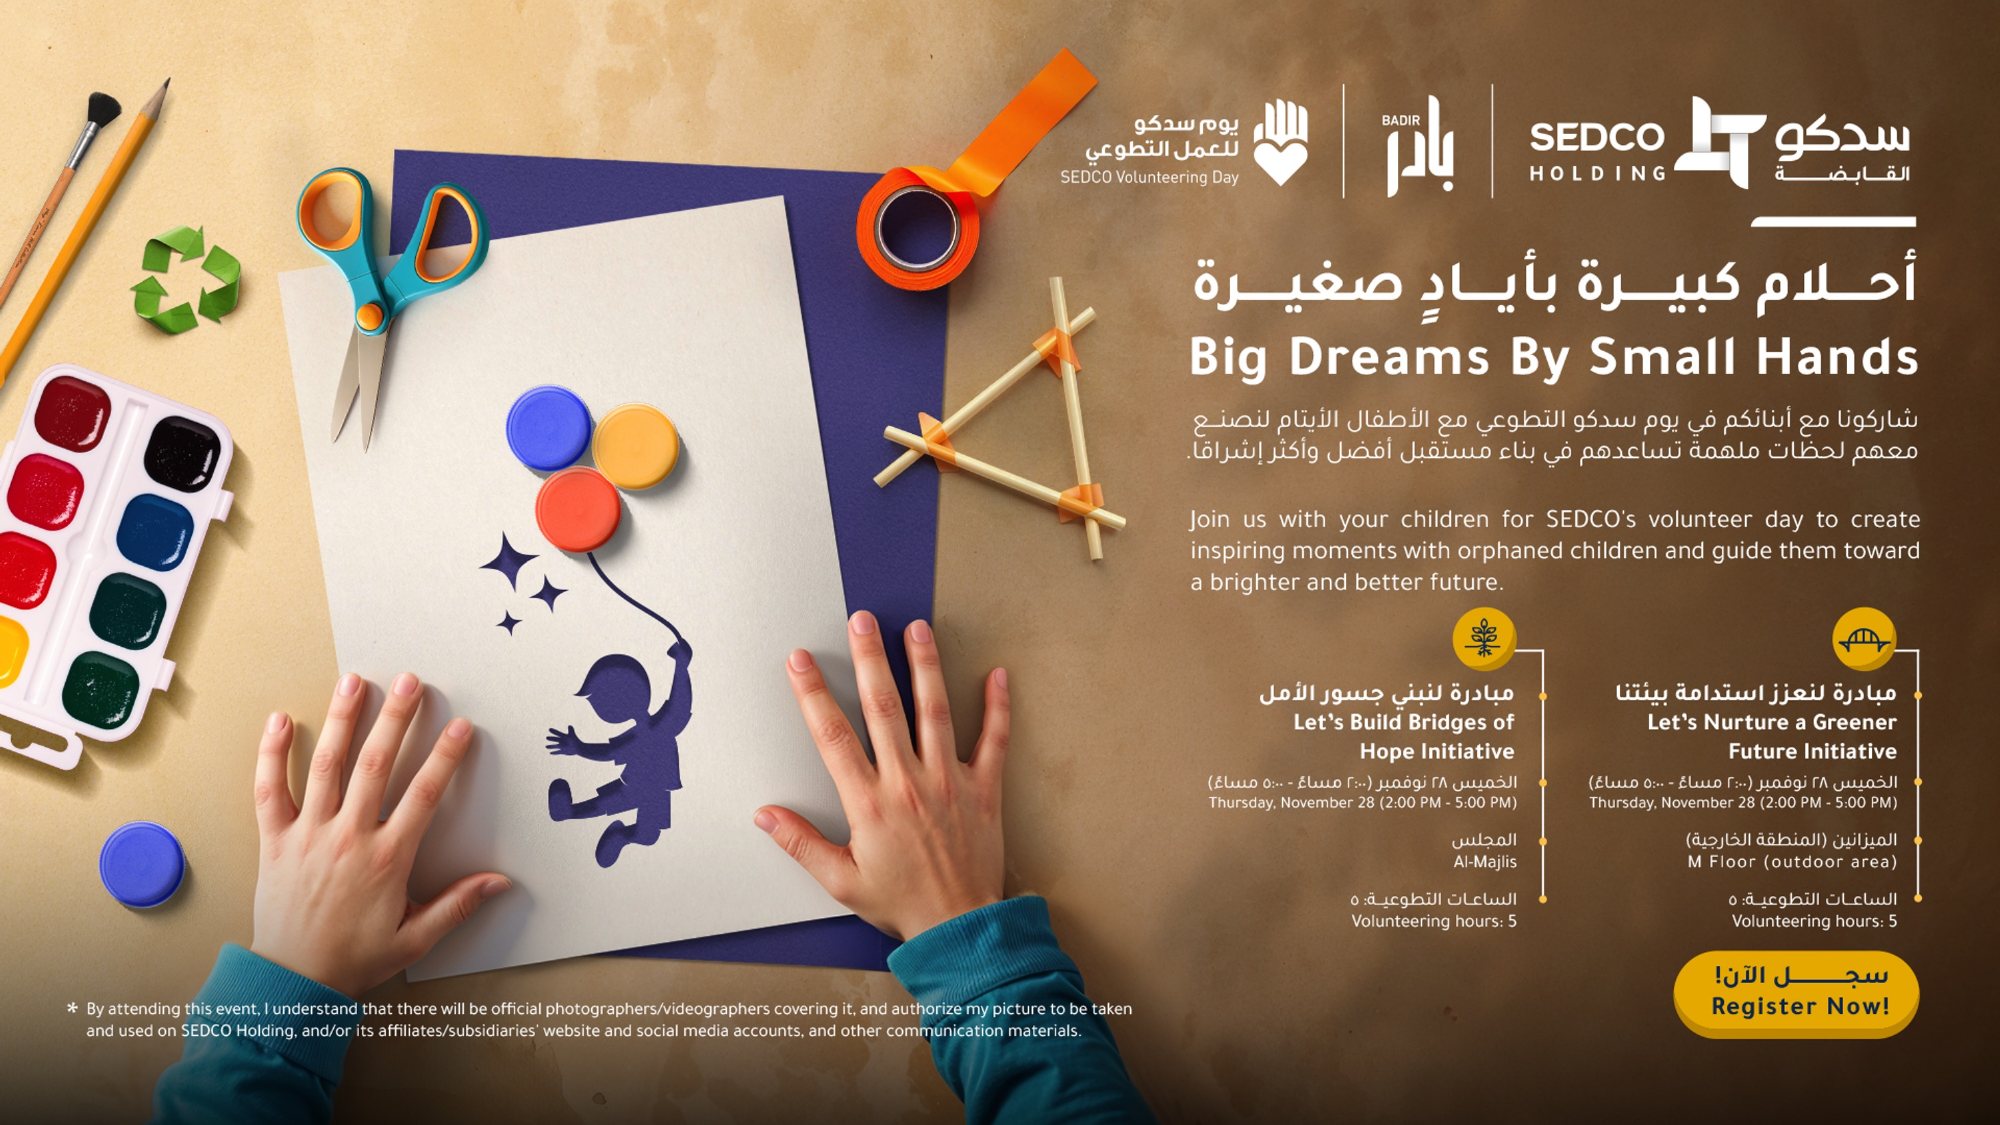 يوم سدكو
للعمل التطوعي
SEDCO Volunteering Day
BADIR
بادر
SEDCO
HOLDING
سدكو
القابضة
أحلام كبيرة بأيادٍ صغيرة
Big Dreams By Small Hands
شاركونا مع أبنائكم في يوم سدكو التطوعي مع الأطفال الأيتام لنصنع
معهم لحظات ملهمة تساعدهم في بناء مستقبل أفضل وأكثر إشراقًا.
Join us with your children for SEDCO's volunteer day to create
inspiring moments with orphaned children and guide them toward
a brighter and better future.
مبادرة لنعزز استدامة بيئتنا
Let's Nurture a Greener
Future Initiative
الخميس ٢٨ نوفمبر (٢:٠٠ مساءً - ٥:٠٠ مساءً)
Thursday, November 28 (2:00 PM - 5:00 PM)
الميزانين (المنطقة الخارجية)
M Floor (outdoor area)
الساعات التطوعية: ٥
Volunteering hours: 5
مبادرة لنبني جسور الأمل
Let's Build Bridges of
Hope Initiative
الخميس ٢٨ نوفمبر (٢:٠٠ مساءً - ٥:٠٠ مساءً)
Thursday, November 28 (2:00 PM - 5:00 PM)
المجلس
Al-Majlis
الساعات التطوعية: ٥
Volunteering hours: 5
سجل الآن!
Register Now!
* By attending this event, I understand that there will be official photographers/videographers covering it, and authorize my picture to be taken
and used on SEDCO Holding, and/or its affiliates/subsidiaries' website and social media accounts, and other communication materials.